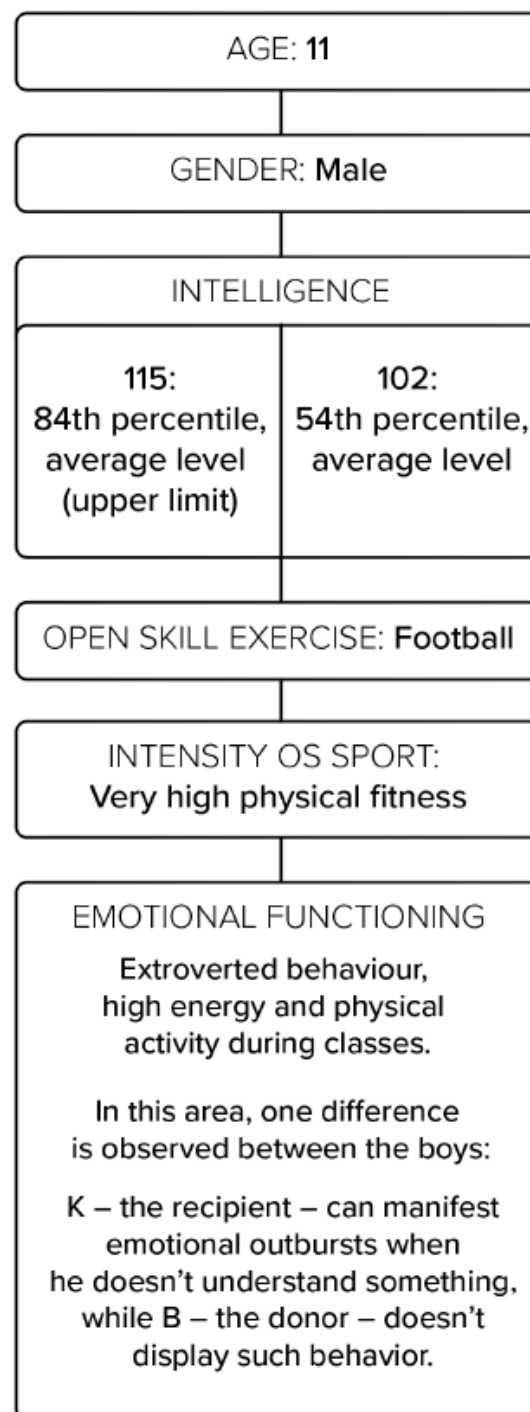 AGE: 11
GENDER: Male
INTELLIGENCE
115:
84th percentile,
average level
(upper limit)
102:
54th percentile,
average level
OPEN SKILL EXERCISE: Football
INTENSITY OS SPORT:
Very high physical fitness
EMOTIONAL FUNCTIONING
Extroverted behaviour,
high energy and physical
activity during classes.
In this area, one difference
is observed between the boys:
K – the recipient – can manifest
emotional outbursts when
he doesn't understand something,
while B – the donor – doesn't
display such behavior.